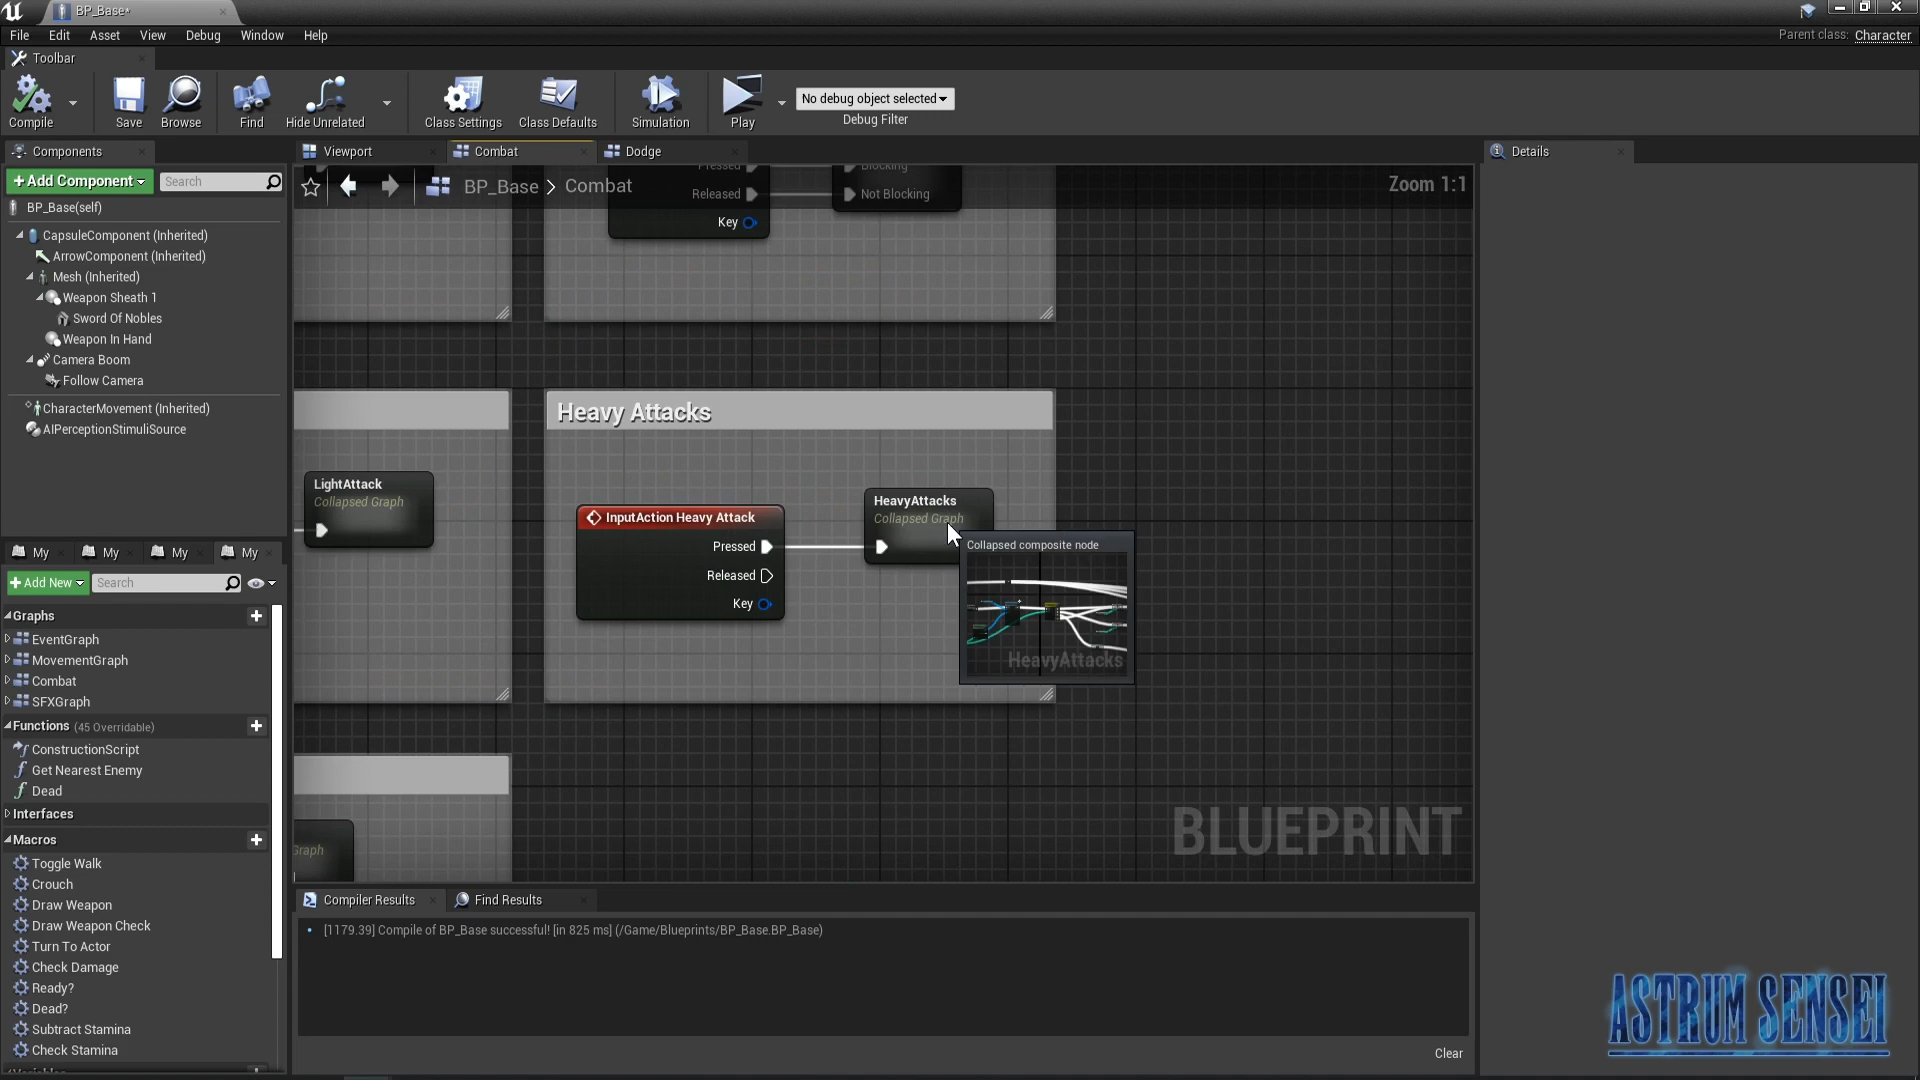 BP_Base*
File Edit Asset View Debug Window Help
Parent class: Character
Toolbar
Compile Save Browse Find Hide Unrelated Class Settings Class Defaults Simulation Play
No debug object selected
Debug Filter
Components
Viewport Combat Dodge
Details
+Add Component Search
BP_Base > Combat
Zoom 1:1
BP_Base(self)
CapsuleComponent (Inherited)
ArrowComponent (Inherited)
Mesh (Inherited)
Weapon Sheath 1
Sword Of Nobles
Weapon In Hand
Camera Boom
Follow Camera
CharacterMovement (Inherited)
AIPerceptionStimuliSource
My My My My
+Add New Search
Graphs
EventGraph
MovementGraph
Combat
SFXGraph
Functions (45 Overridable)
ConstructionScript
Get Nearest Enemy
Dead
Interfaces
Macros
Toggle Walk
Crouch
Draw Weapon
Draw Weapon Check
Turn To Actor
Check Damage
Ready?
Dead?
Subtract Stamina
Check Stamina
Variables
Pressed Blocking
Released Not Blocking
Key
Heavy Attacks
LightAttack
Collapsed Graph
InputAction Heavy Attack
Pressed
Released
Key
HeavyAttacks
Collapsed Graph
Collapsed composite node
HeavyAttacks
Graph
BLUEPRINT
Compiler Results Find Results
[1179.39] Compile of BP_Base successful! [in 825 ms] (/Game/Blueprints/BP_Base.BP_Base)
Clear
ASTRUM SENSEI